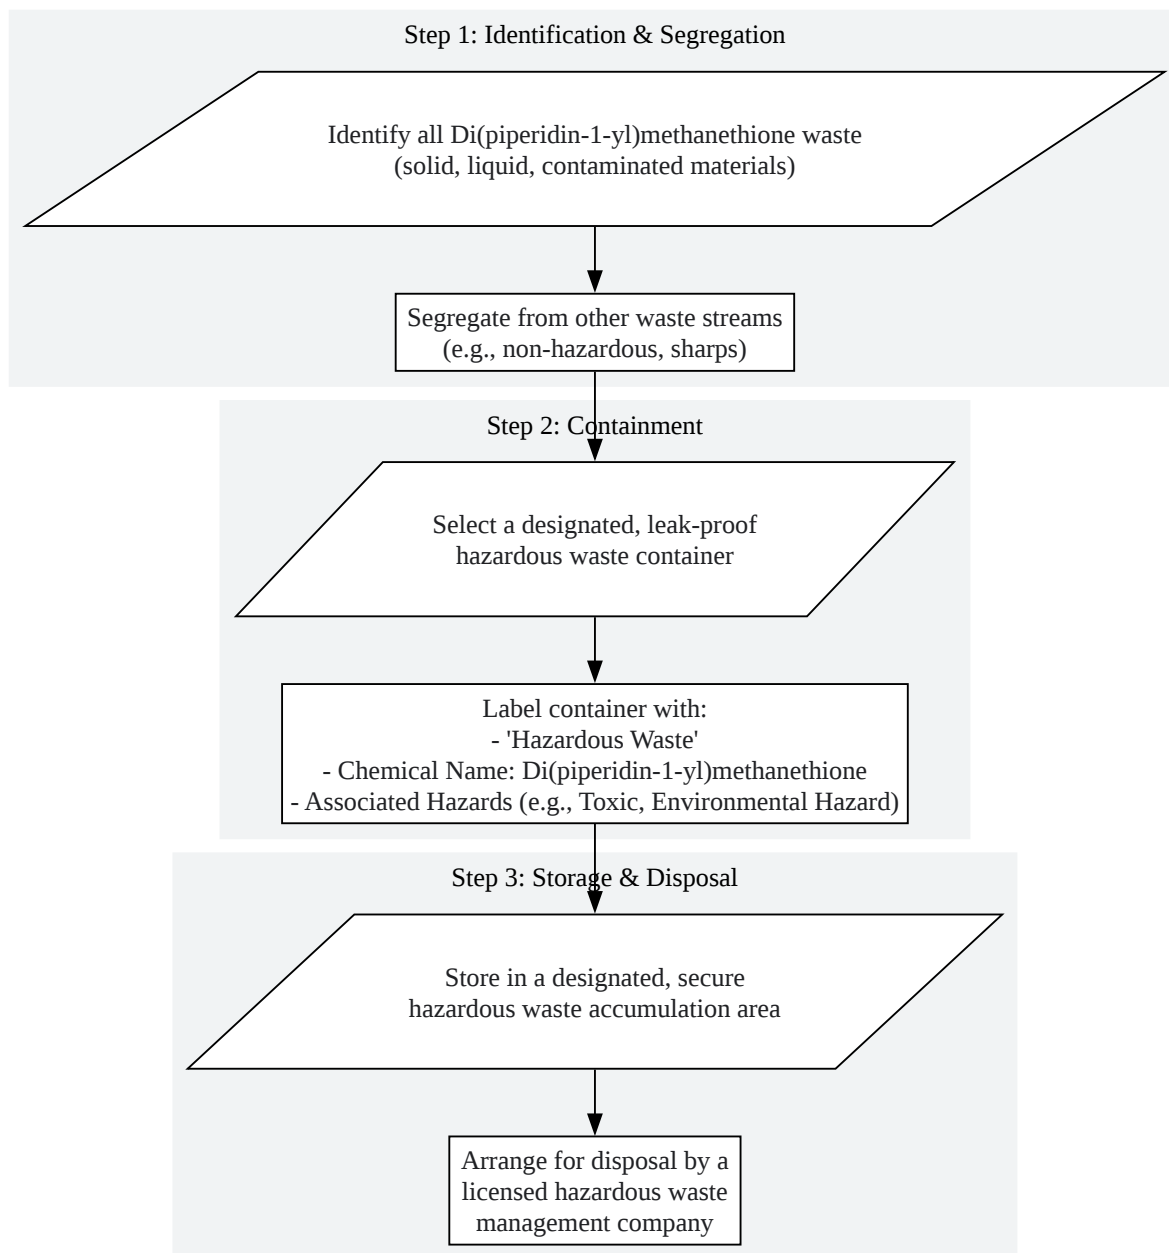 Step 1: Identification & Segregation
Identify all Di(piperidin-1-yl)methanethione waste
(solid, liquid, contaminated materials)
Segregate from other waste streams
(e.g., non-hazardous, sharps)
Step 2: Containment
Select a designated, leak-proof
hazardous waste container
Label container with:
- 'Hazardous Waste'
- Chemical Name: Di(piperidin-1-yl)methanethione
- Associated Hazards (e.g., Toxic, Environmental Hazard)
Step 3: Storage & Disposal
Store in a designated, secure
hazardous waste accumulation area
Arrange for disposal by a
licensed hazardous waste
management company